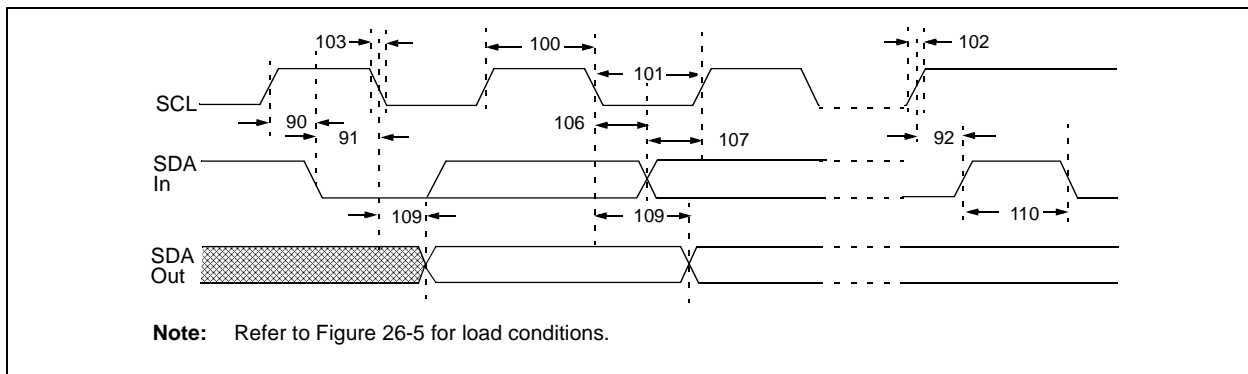 103
100
102
101
SCL
90
91
106
107
92
SDA
In
109
109
110
SDA
Out
Note: Refer to Figure 26-5 for load conditions.